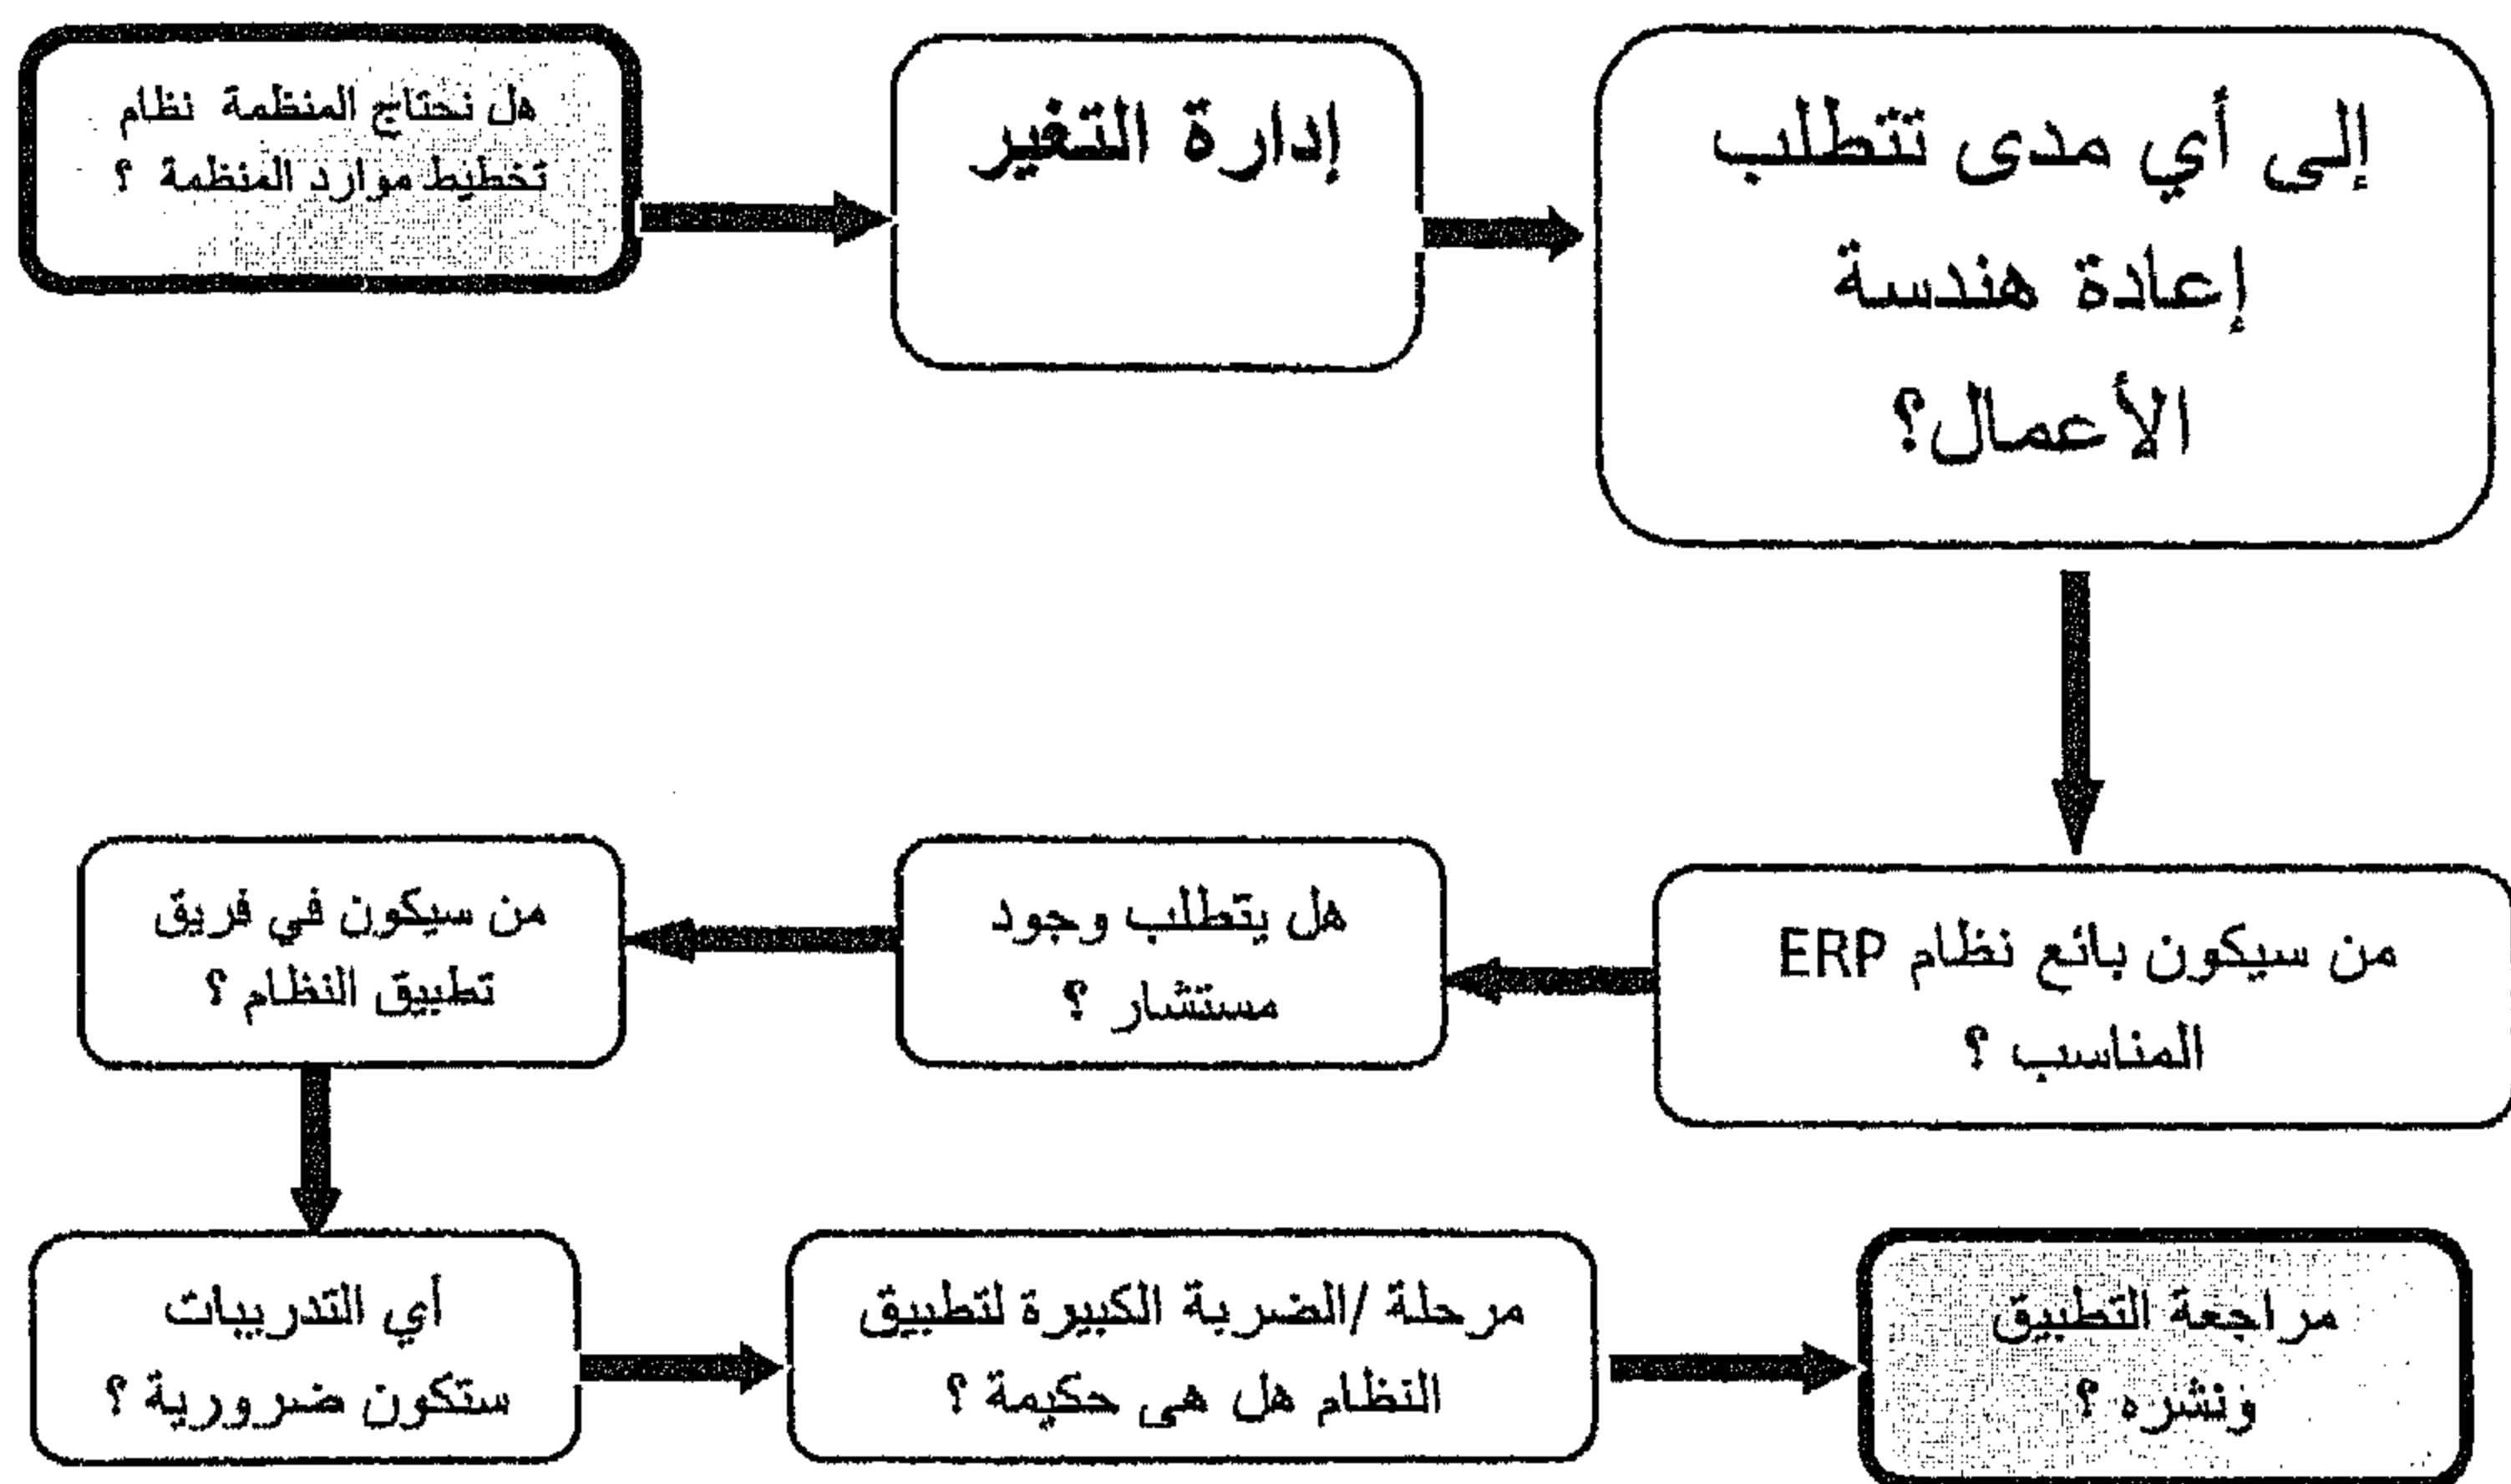 هل تحتاج المنظمة نظام
تخطيط موارد المنظمة ؟
إدارة التغير
إلى أي مدى تتطلب
إعادة هندسة
الأعمال؟
من سيكون بائع نظام ERP
المناسب ؟
هل يتطلب وجود
مستشار ؟
من سيكون في فريق
تطبيق النظام ؟
أي التدريبات
ستكون ضرورية ؟
مرحلة /الضربة الكبيرة لتطبيق
النظام هل هى حكيمة ؟
مراجعة التطبيق
ونشره ؟